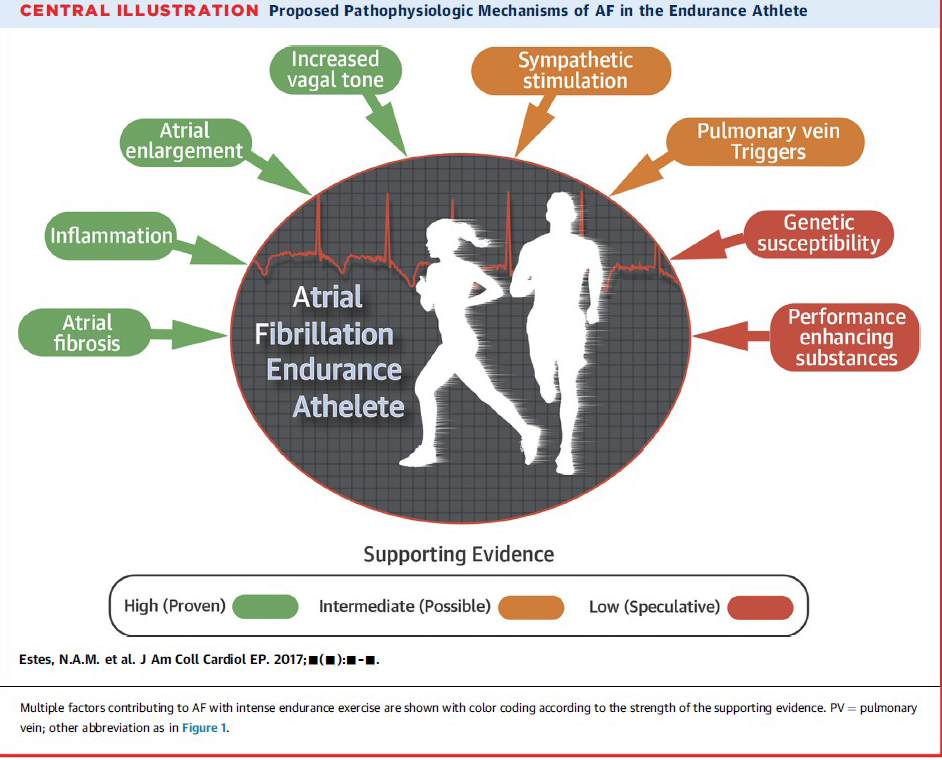 CENTRAL ILLUSTRATION Proposed Pathophysiologic Mechanisms of AF in the Endurance Athlete
Increased
vagal tone
Sympathetic
stimulation
Atrial
enlargement
Pulmonary vein
Triggers
Inflammation
Genetic
susceptibility
Atrial
fibrosis
Performance
enhancing
substances
Atrial
Fibrillation
Endurance
Athelete
Supporting Evidence
High (Proven)
Intermediate (Possible)
Low (Speculative)
Estes, N.A.M. et al. J Am Coll Cardiol EP. 2017;■(■):■-■.
Multiple factors contributing to AF with intense endurance exercise are shown with color coding according to the strength of the supporting evidence. PV = pulmonary
vein; other abbreviation as in Figure 1.